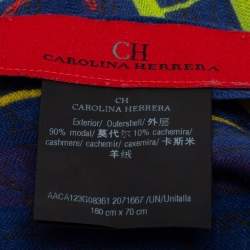 CH
CAROLINA HERRERA
CH
CAROLINA HERRERA
Exterior/ Outershell/ 外层
90% modal/ 莫代尔 10% cachemira/
cashmere/ cachemir/ caxemira/ 卡斯米
羊绒
AACA123G08361 2071667 /UN/Unitalla
180 cm x 70 cm